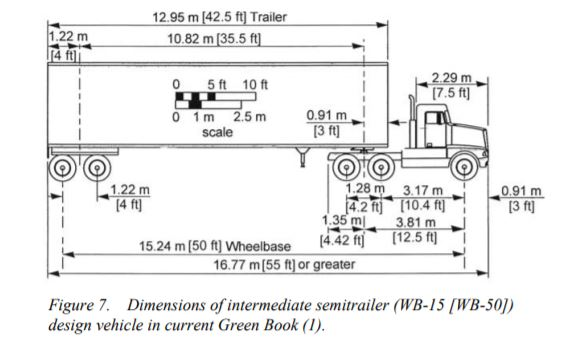 12.95 m [42.5 ft] Trailer
1.22 m
[4 ft]
10.82 m [35.5 ft]
2.29 m
[7.5 ft]
0 5 ft 10 ft
0 1 m 2.5 m
scale
0.91 m
[3 ft]
1.22 m
[4 ft]
1.28 m
[4.2 ft]
3.17 m
[10.4 ft]
0.91 m
[3 ft]
1.35 m
[4.42 ft]
3.81 m
[12.5 ft]
15.24 m [50 ft] Wheelbase
16.77 m [55 ft] or greater
Figure 7. Dimensions of intermediate semitrailer (WB-15 [WB-50])
design vehicle in current Green Book (1).